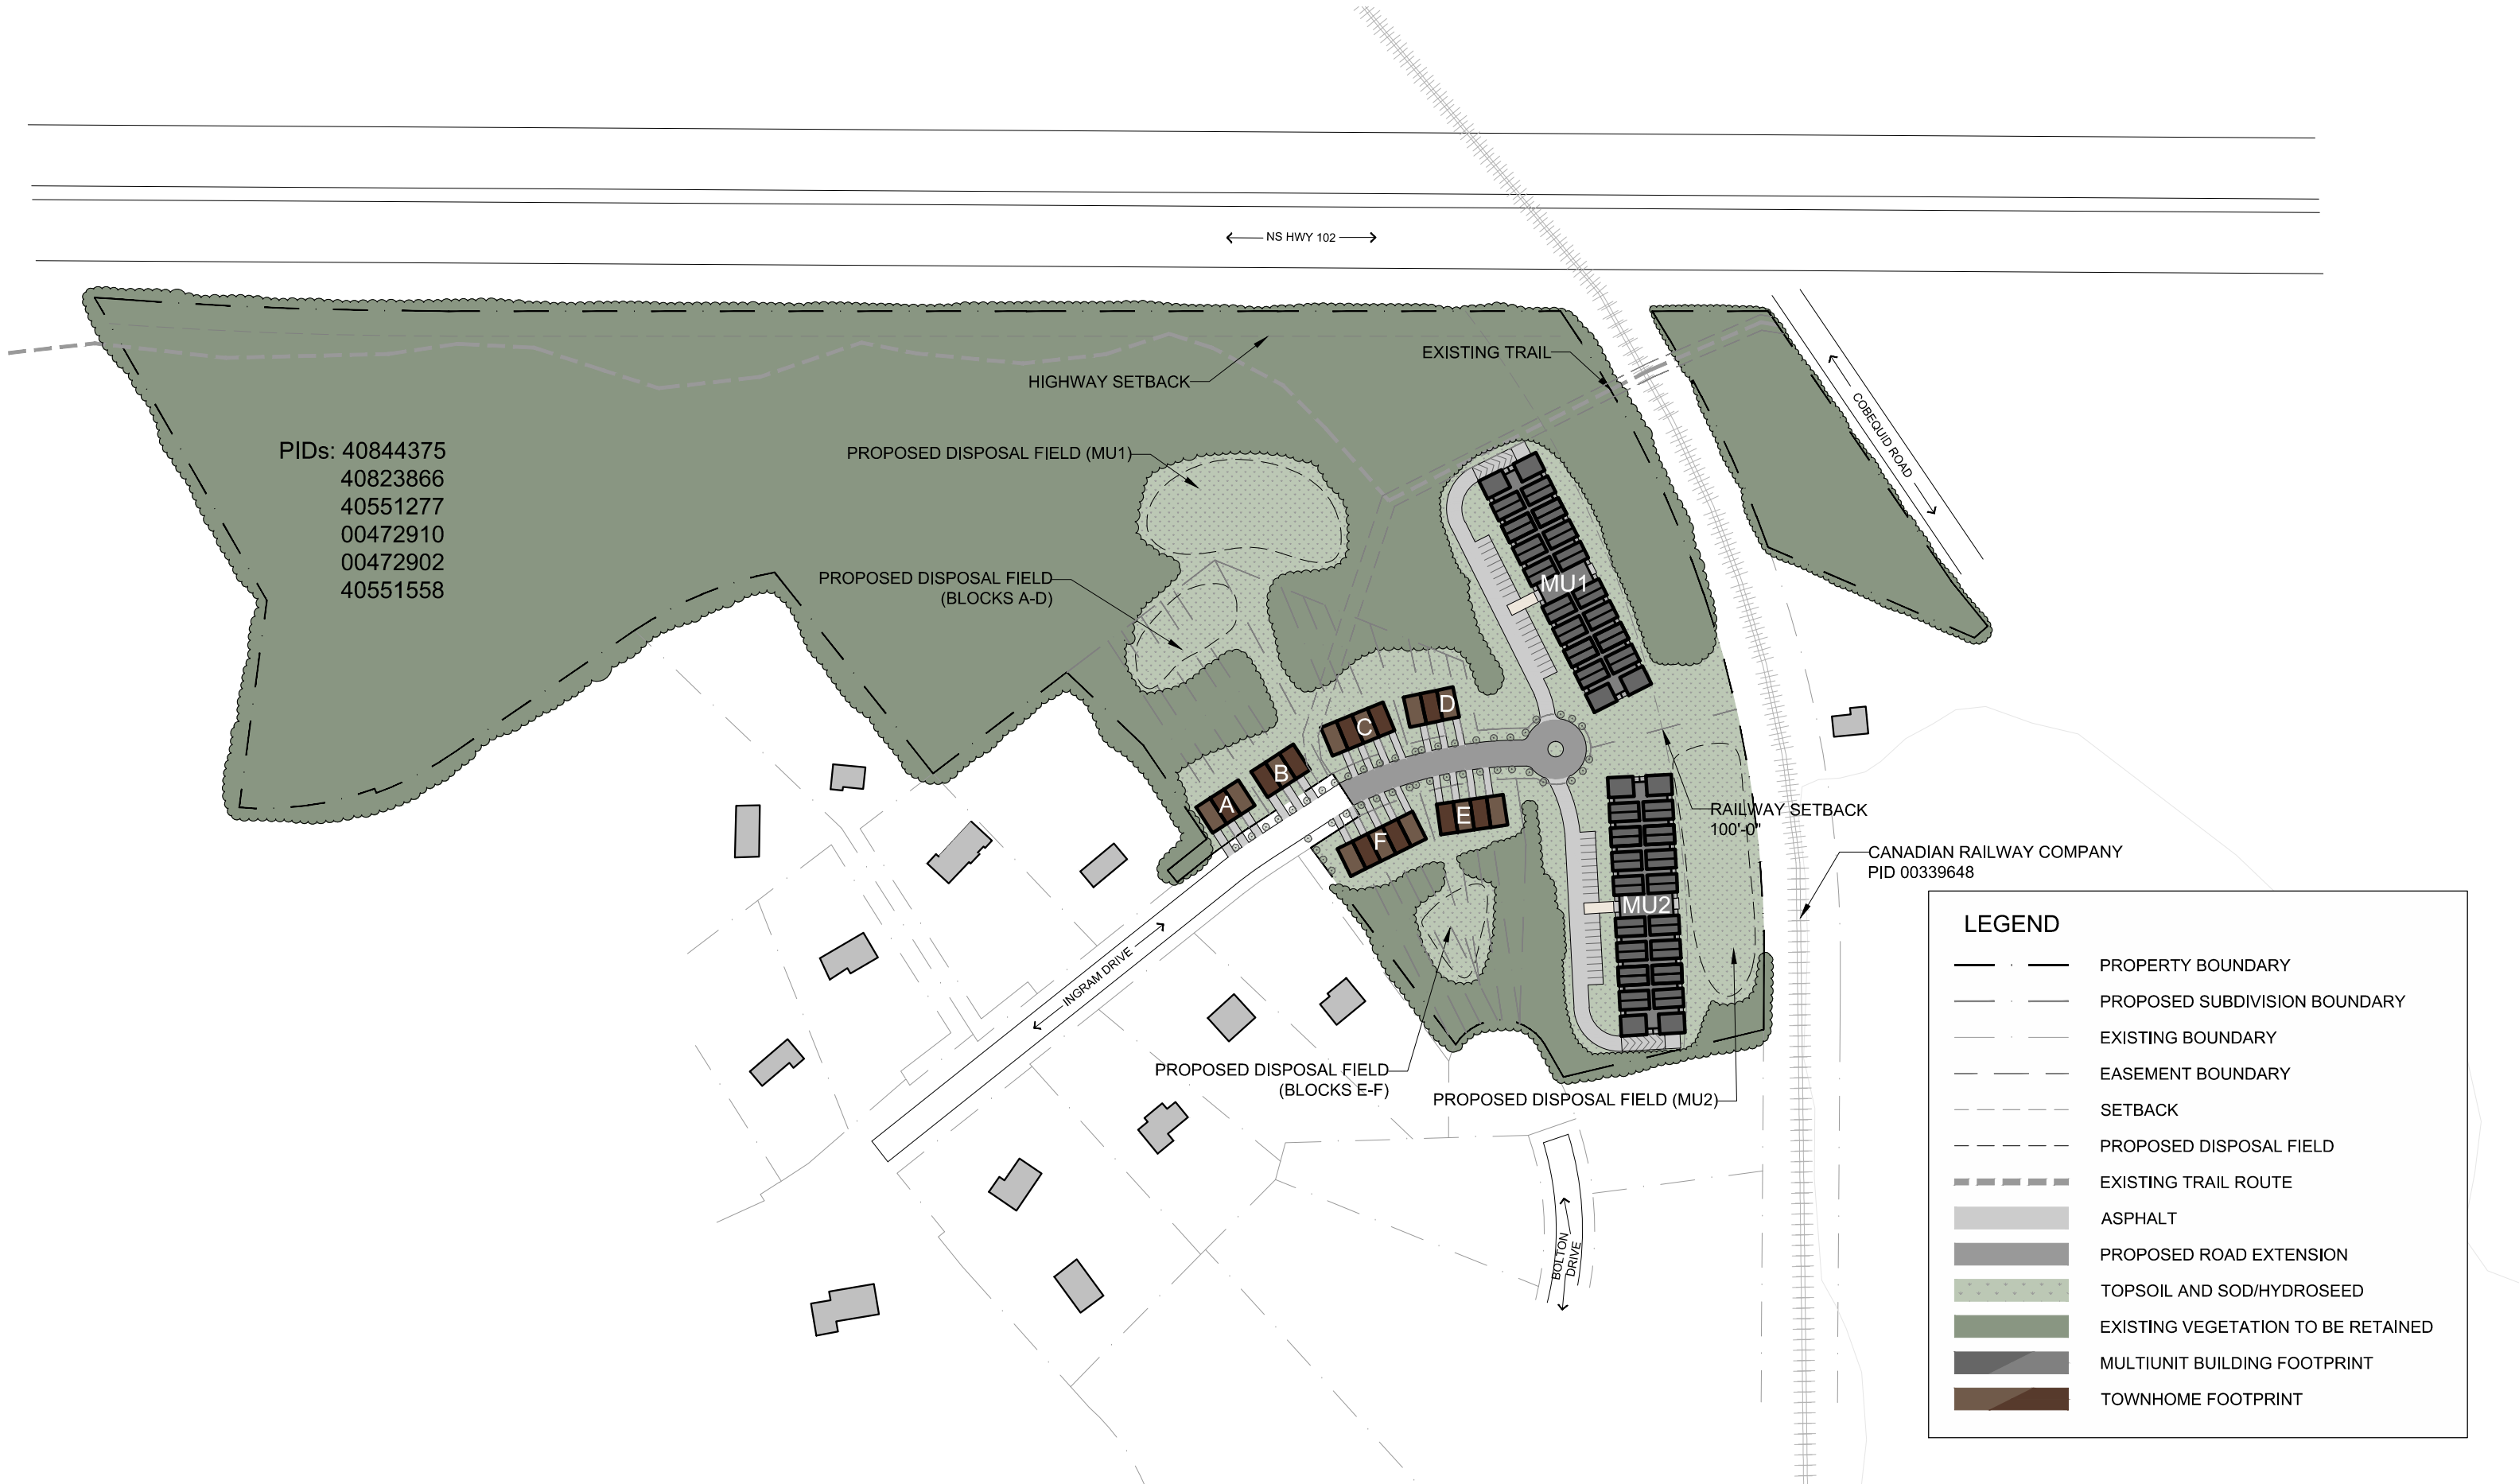 NS HWY 102
EXISTING TRAIL
HIGHWAY SETBACK
COBEQUID ROAD
PIDs: 40844375
40823866
40551277
00472910
00472902
40551558
PROPOSED DISPOSAL FIELD (MU1)
PROPOSED DISPOSAL FIELD
(BLOCKS A-D)
MU1
D
C
B
A
E
F
RAILWAY SETBACK
100'-0"
CANADIAN RAILWAY COMPANY
PID 00339648
MU2
INGRAM DRIVE
PROPOSED DISPOSAL FIELD
(BLOCKS E-F)
PROPOSED DISPOSAL FIELD (MU2)
BOLTON
DRIVE
LEGEND
PROPERTY BOUNDARY
PROPOSED SUBDIVISION BOUNDARY
EXISTING BOUNDARY
EASEMENT BOUNDARY
SETBACK
PROPOSED DISPOSAL FIELD
EXISTING TRAIL ROUTE
ASPHALT
PROPOSED ROAD EXTENSION
TOPSOIL AND SOD/HYDROSEED
EXISTING VEGETATION TO BE RETAINED
MULTIUNIT BUILDING FOOTPRINT
TOWNHOME FOOTPRINT